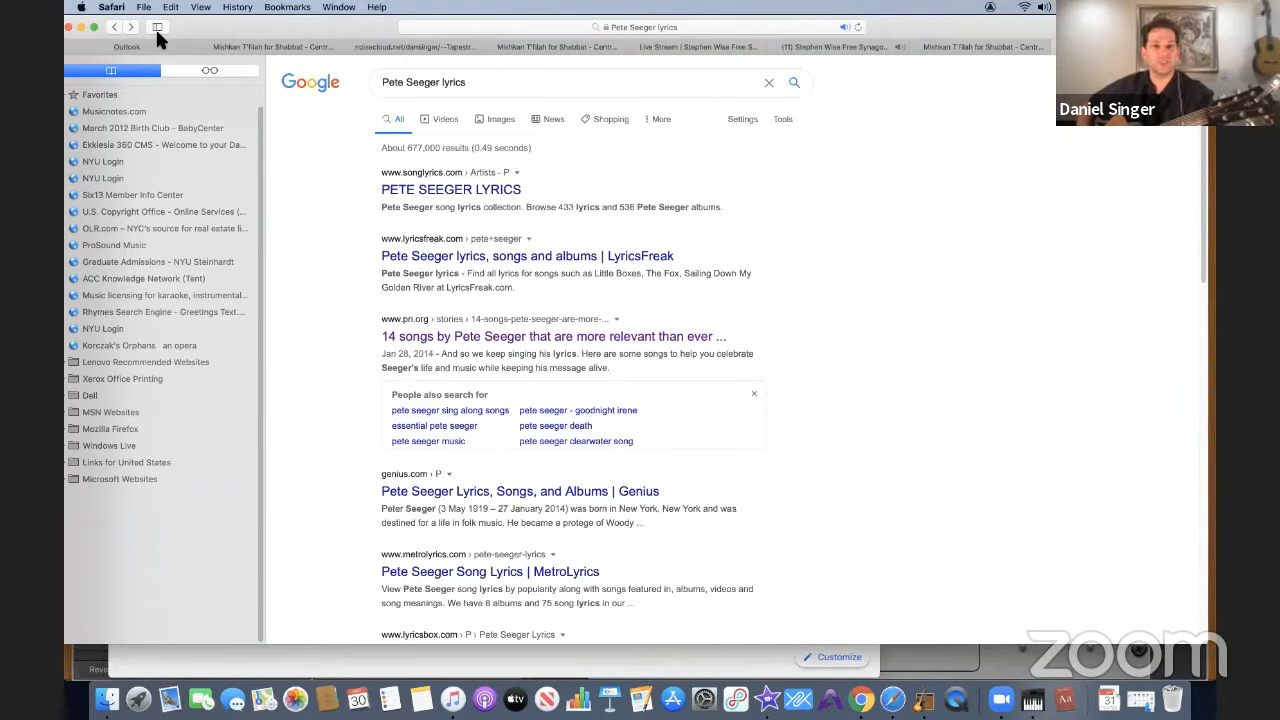 Safari File Edit View History Bookmarks Window Help
Pete Seeger lyrics
Outlook
Mishkan T'filah for Shabbat - Centr...
noisecloud.net/dansinger/--Tapestr...
Mishkan T'filah for Shabbat - Centr...
Live Stream | Stephen Wise Free S...
(11) Stephen Wise Free Synago...
Mishkan T'filah for Shabbat - Centr...
Daniel Singer
Favorites
Musicnotes.com
March 2012 Birth Club - BabyCenter
Ekklesia 360 CMS - Welcome to your Da...
NYU Login
NYU Login
Six13 Member Info Center
U.S. Copyright Office - Online Services (...
OLR.com – NYC's source for real estate li...
ProSound Music
Graduate Admissions - NYU Steinhardt
ACC Knowledge Network (Tent)
Music licensing for karaoke, instrumental...
Rhymes Search Engine - Greetings Text....
NYU Login
Korczak's Orphans an opera
Lenovo Recommended Websites
Xerox Office Printing
Dell
MSN Websites
Mozilla Firefox
Windows Live
Links for United States
Microsoft Websites
Google
Pete Seeger lyrics
All Videos Images News Shopping More Settings Tools
About 677,000 results (0.49 seconds)
www.songlyrics.com › Artists - P
PETE SEEGER LYRICS
Pete Seeger song lyrics collection. Browse 433 lyrics and 536 Pete Seeger albums.
www.lyricsfreak.com › pete+seeger
Pete Seeger lyrics, songs and albums | LyricsFreak
Pete Seeger lyrics - Find all lyrics for songs such as Little Boxes, The Fox, Sailing Down My
Golden River at LyricsFreak.com.
www.pri.org › stories › 14-songs-pete-seeger-are-more-...
14 songs by Pete Seeger that are more relevant than ever ...
Jan 28, 2014 - And so we keep singing his lyrics. Here are some songs to help you celebrate
Seeger's life and music while keeping his message alive.
People also search for
pete seeger sing along songs pete seeger - goodnight irene
essential pete seeger pete seeger death
pete seeger music pete seeger clearwater song
genius.com › P
Pete Seeger Lyrics, Songs, and Albums | Genius
Peter Seeger (3 May 1919 – 27 January 2014) was born in New York, New York and was
destined for a life in folk music. He became a protege of Woody ...
www.metrolyrics.com › pete-seeger-lyrics
Pete Seeger Song Lyrics | MetroLyrics
View Pete Seeger song lyrics by popularity along with songs featured in, albums, videos and
song meanings. We have 8 albums and 75 song lyrics in our ...
www.lyricsbox.com › P › Pete Seeger Lyrics
Customize
zoom
Reve
30
tv
31